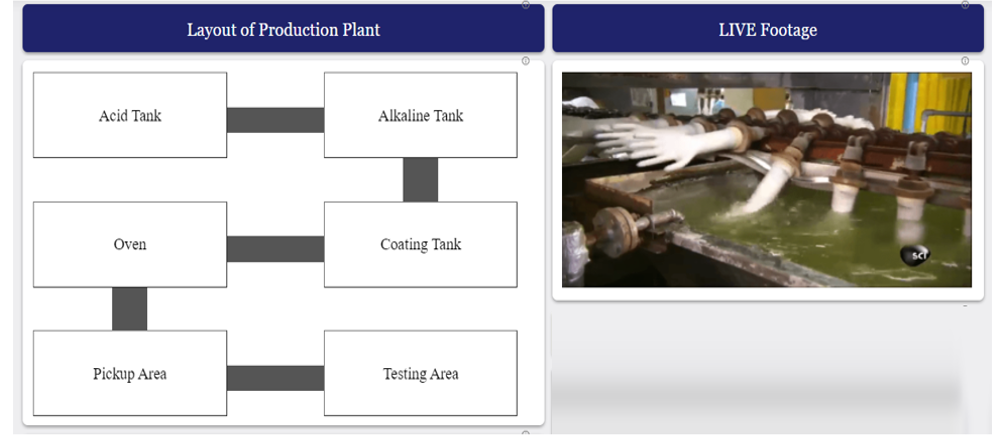 Layout of Production Plant
LIVE Footage
Acid Tank
Alkaline Tank
Oven
Coating Tank
Pickup Area
Testing Area
sci